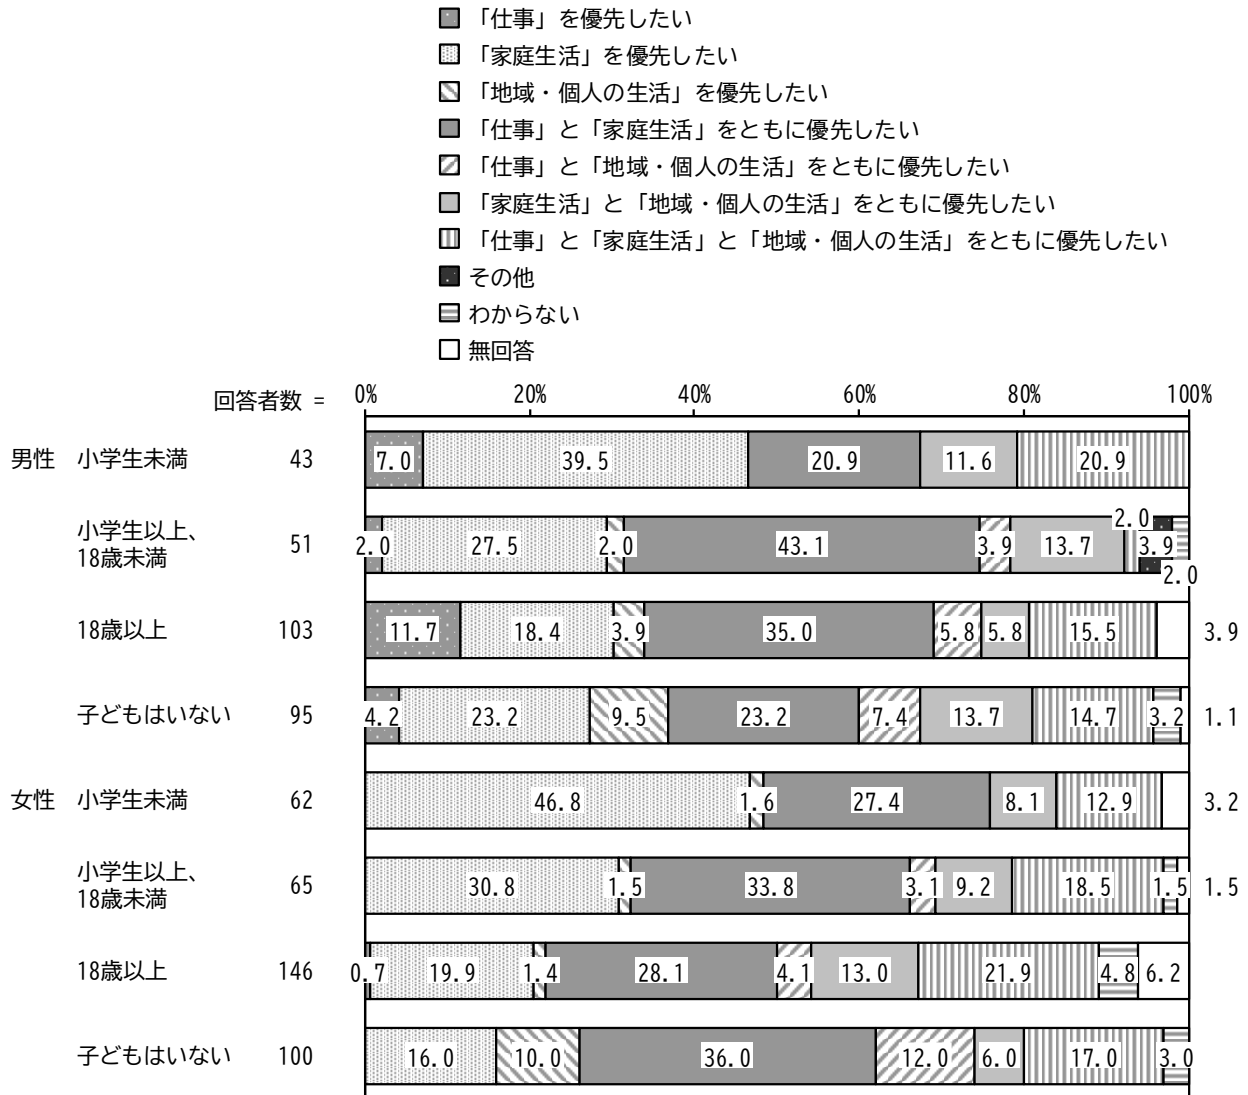 「仕事」を優先したい
「家庭生活」を優先したい
「地域・個人の生活」を優先したい
「仕事」と「家庭生活」をともに優先したい
「仕事」と「地域・個人の生活」をともに優先したい
「家庭生活」と「地域・個人の生活」をともに優先したい
「仕事」と「家庭生活」と「地域・個人の生活」をともに優先したい
その他
わからない
無回答
回答者数 = 0% 20% 40% 60% 80% 100%
男性 小学生未満 43 7.0 39.5 20.9 11.6 20.9
小学生以上、
18歳未満 51 2.0 27.5 2.0 43.1 3.9 13.7 2.0 3.9 2.0
18歳以上 103 11.7 18.4 3.9 35.0 5.8 5.8 15.5 3.9
子どもはいない 95 4.2 23.2 9.5 23.2 7.4 13.7 14.7 3.2 1.1
女性 小学生未満 62 46.8 1.6 27.4 8.1 12.9 3.2
小学生以上、
18歳未満 65 30.8 1.5 33.8 3.1 9.2 18.5 1.5 1.5
18歳以上 146 0.7 19.9 1.4 28.1 4.1 13.0 21.9 4.8 6.2
子どもはいない 100 16.0 10.0 36.0 12.0 6.0 17.0 3.0